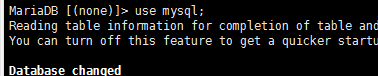 MariaDB [(none)]> use mysql;
Reading table information for completion of table and
You can turn off this feature to get a quicker startu
Database changed